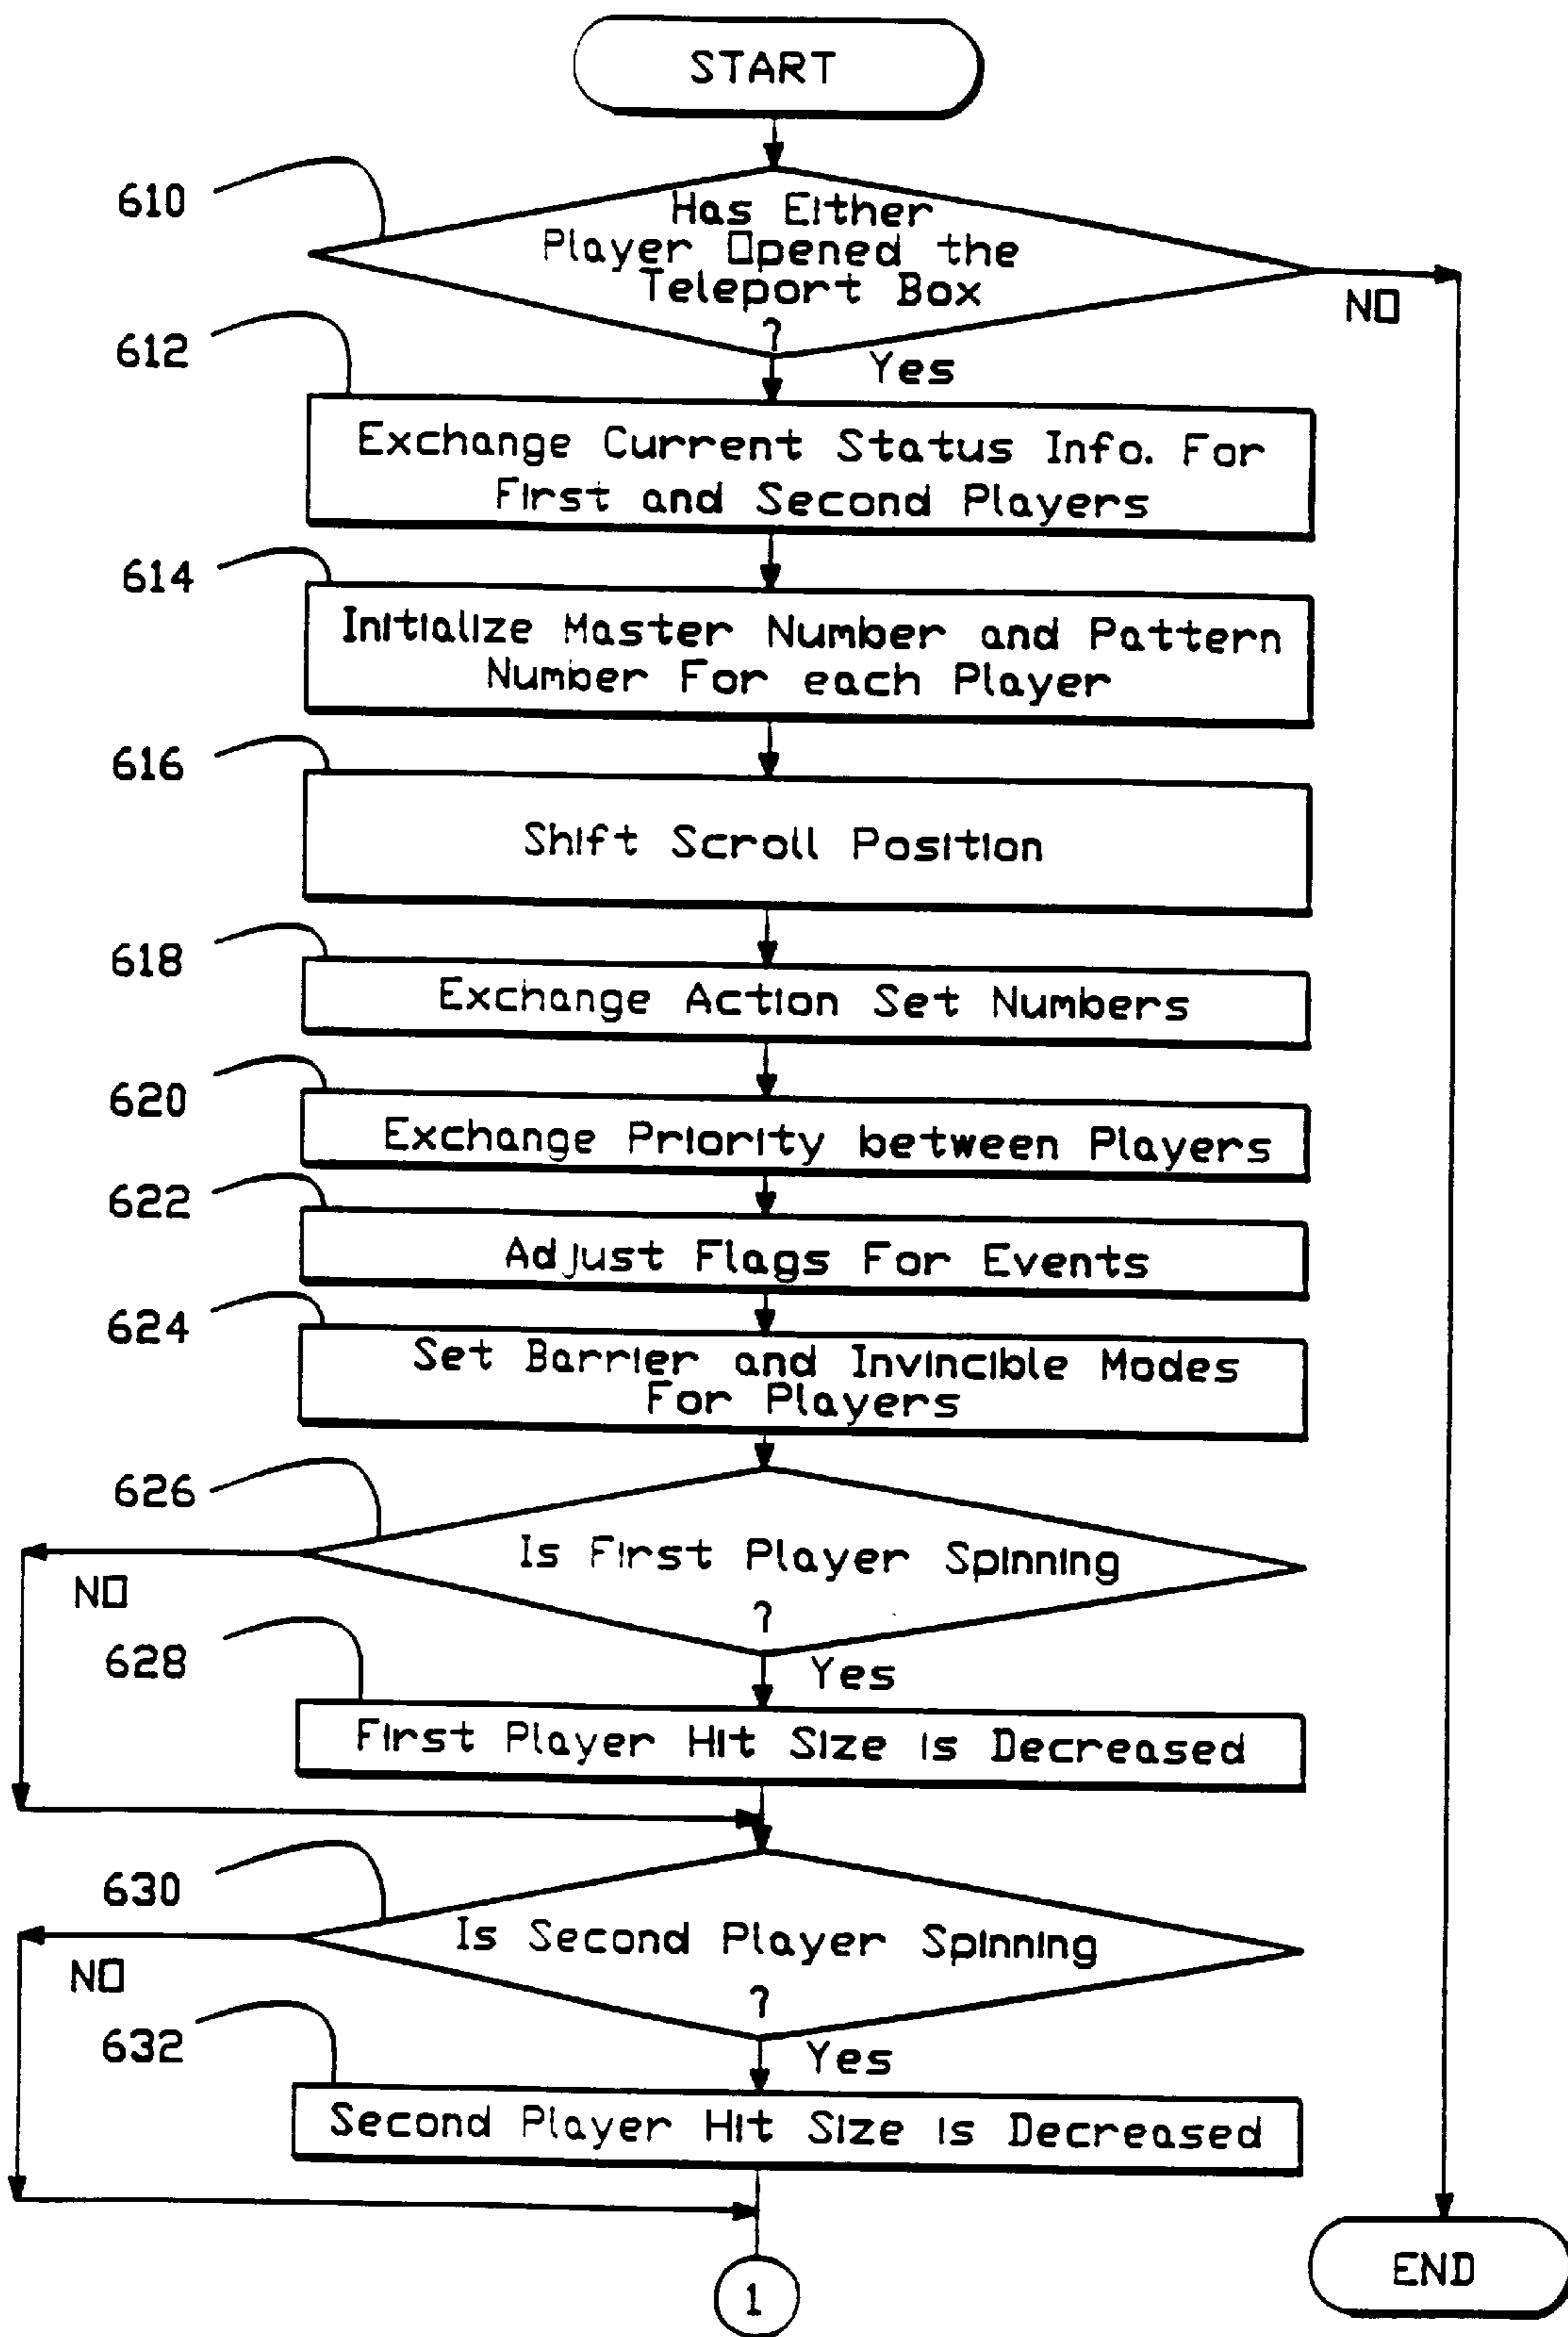 START
610
Has Either
Player Opened the
Teleport Box
?
NO
Yes
612
Exchange Current Status Info. For
First and Second Players
614
Initialize Master Number and Pattern
Number For each Player
616
Shift Scroll Position
618
Exchange Action Set Numbers
620
Exchange Priority between Players
622
Adjust Flags For Events
624
Set Barrier and Invincible Modes
For Players
626
Is First Player Spinning
?
NO
Yes
628
First Player Hit Size is Decreased
630
Is Second Player Spinning
?
NO
Yes
632
Second Player Hit Size is Decreased
1
END